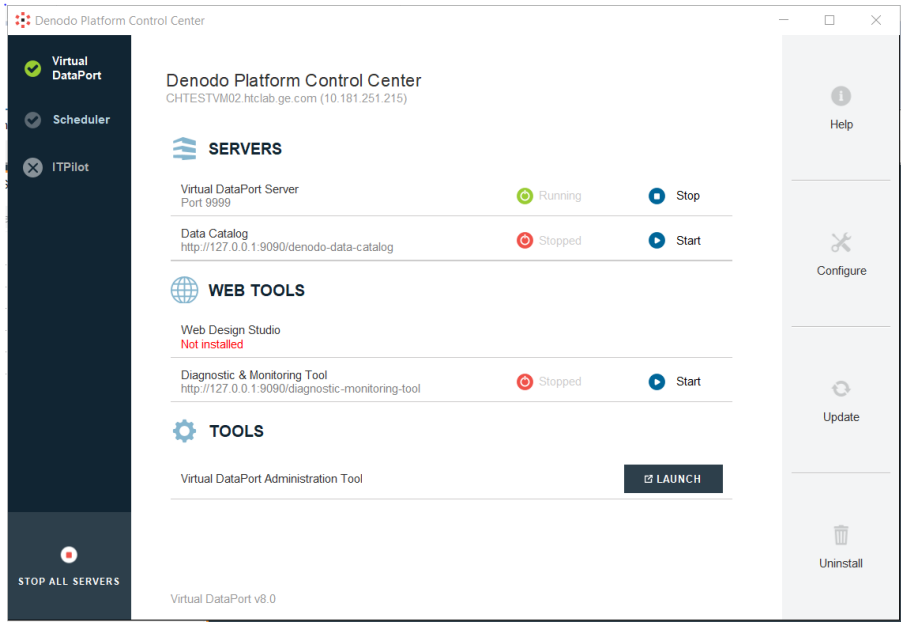 Denodo Platform Control Center
Virtual
DataPort
Scheduler
ITPilot
STOP ALL SERVERS
Denodo Platform Control Center
CHTESTVM02.htclab.ge.com (10.181.251.215)
SERVERS
Virtual DataPort Server
Port 9999
Running
Stop
Data Catalog
http://127.0.0.1:9090/denodo-data-catalog
Stopped
Start
WEB TOOLS
Web Design Studio
Not installed
Diagnostic & Monitoring Tool
http://127.0.0.1:9090/diagnostic-monitoring-tool
Stopped
Start
TOOLS
Virtual DataPort Administration Tool
LAUNCH
Virtual DataPort v8.0
Help
Configure
Update
Uninstall